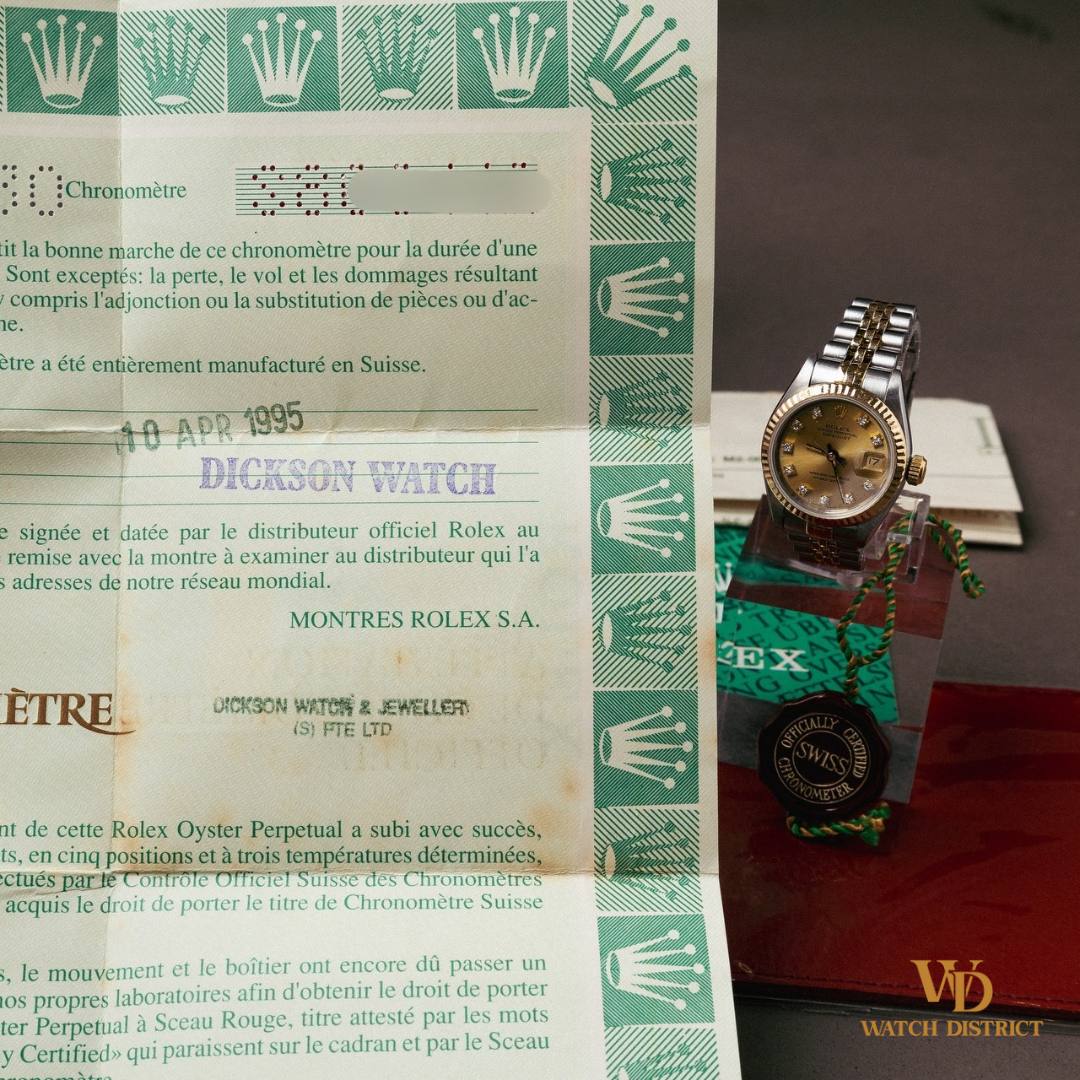 Chronomètre
tit la bonne marche de ce chronomètre pour la durée d'une
Sont exceptés: la perte, le vol et les dommages résultant
y compris l'adjonction ou la substitution de pièces ou d'ac-
ne.
ètre a été entièrement manufacturé en Suisse.
10 APR 1995
DICKSON WATCH
e signée et datée par le distributeur officiel Rolex au
remise avec la montre à examiner au distributeur qui l'a
s adresses de notre réseau mondial.
MONTRES ROLEX S.A.
ÈTRE
DICKSON WATCH & JEWELLERY
(S) PTE LTD
nt de cette Rolex Oyster Perpetual a subi avec succès,
ts, en cinq positions et à trois températures déterminées,
ectués par le Contrôle Officiel Suisse des Chronomètres
acquis le droit de porter le titre de Chronomètre Suisse
s, le mouvement et le boîtier ont encore dû passer un
nos propres laboratoires afin d'obtenir le droit de porter
ter Perpetual à Sceau Rouge, titre attesté par les mots
y Certified» qui paraissent sur le cadran et par le Sceau
ROLEX
17
LEX
OFFICIALLY CERTIFIED
SWISS
CHRONOMETER
WD
WATCH DISTRICT